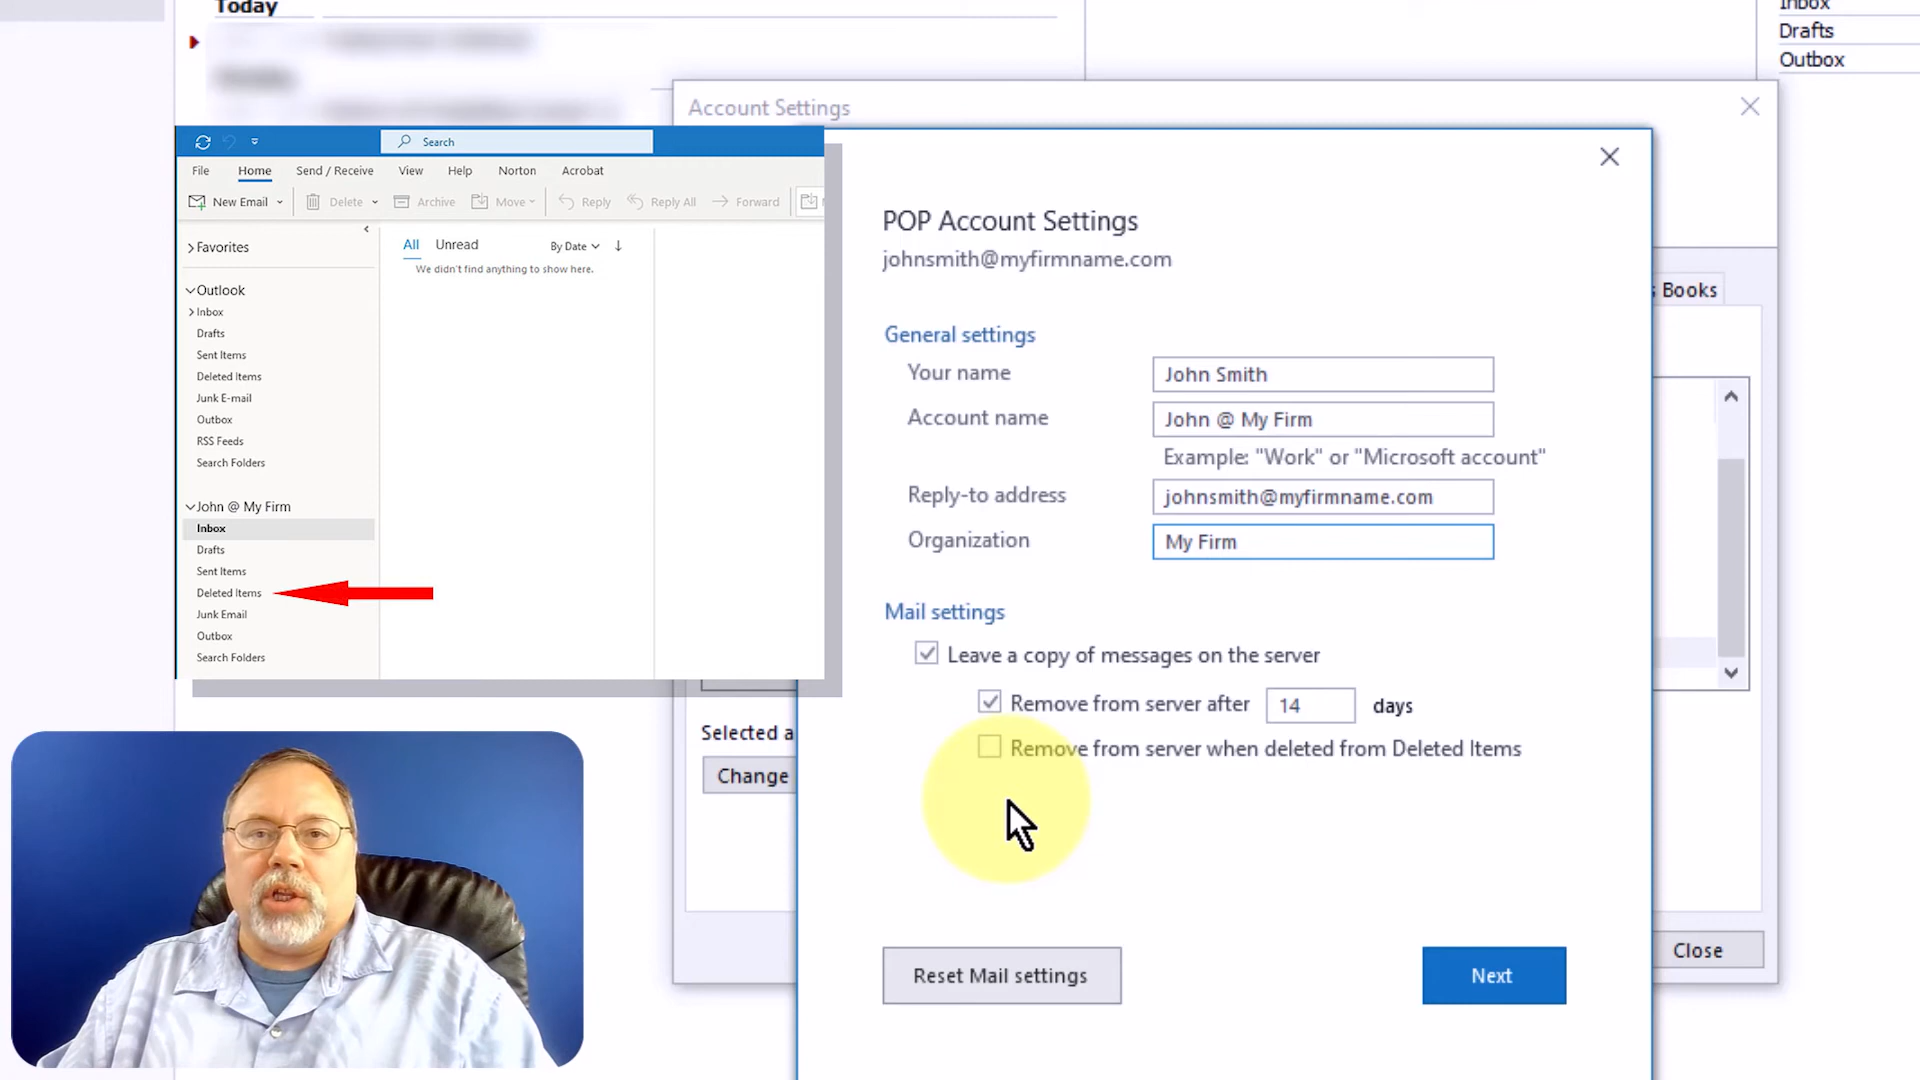 Today
Inbox
Drafts
Outbox
Account Settings
Search
File Home Send / Receive View Help Norton Acrobat
New Email Delete Archive Move Reply Reply All Forward
Favorites
All Unread By Date
We didn't find anything to show here.
Outlook
Inbox
Drafts
Sent Items
Deleted Items
Junk E-mail
Outbox
RSS Feeds
Search Folders
John @ My Firm
Inbox
Drafts
Sent Items
Deleted Items
Junk Email
Outbox
Search Folders
POP Account Settings
johnsmith@myfirmname.com
General settings
Your name John Smith
Account name John @ My Firm
Example: "Work" or "Microsoft account"
Reply-to address johnsmith@myfirmname.com
Organization My Firm
Mail settings
Leave a copy of messages on the server
Remove from server after 14 days
Remove from server when deleted from Deleted Items
Reset Mail settings Next
Books
Selected a
Change
Close